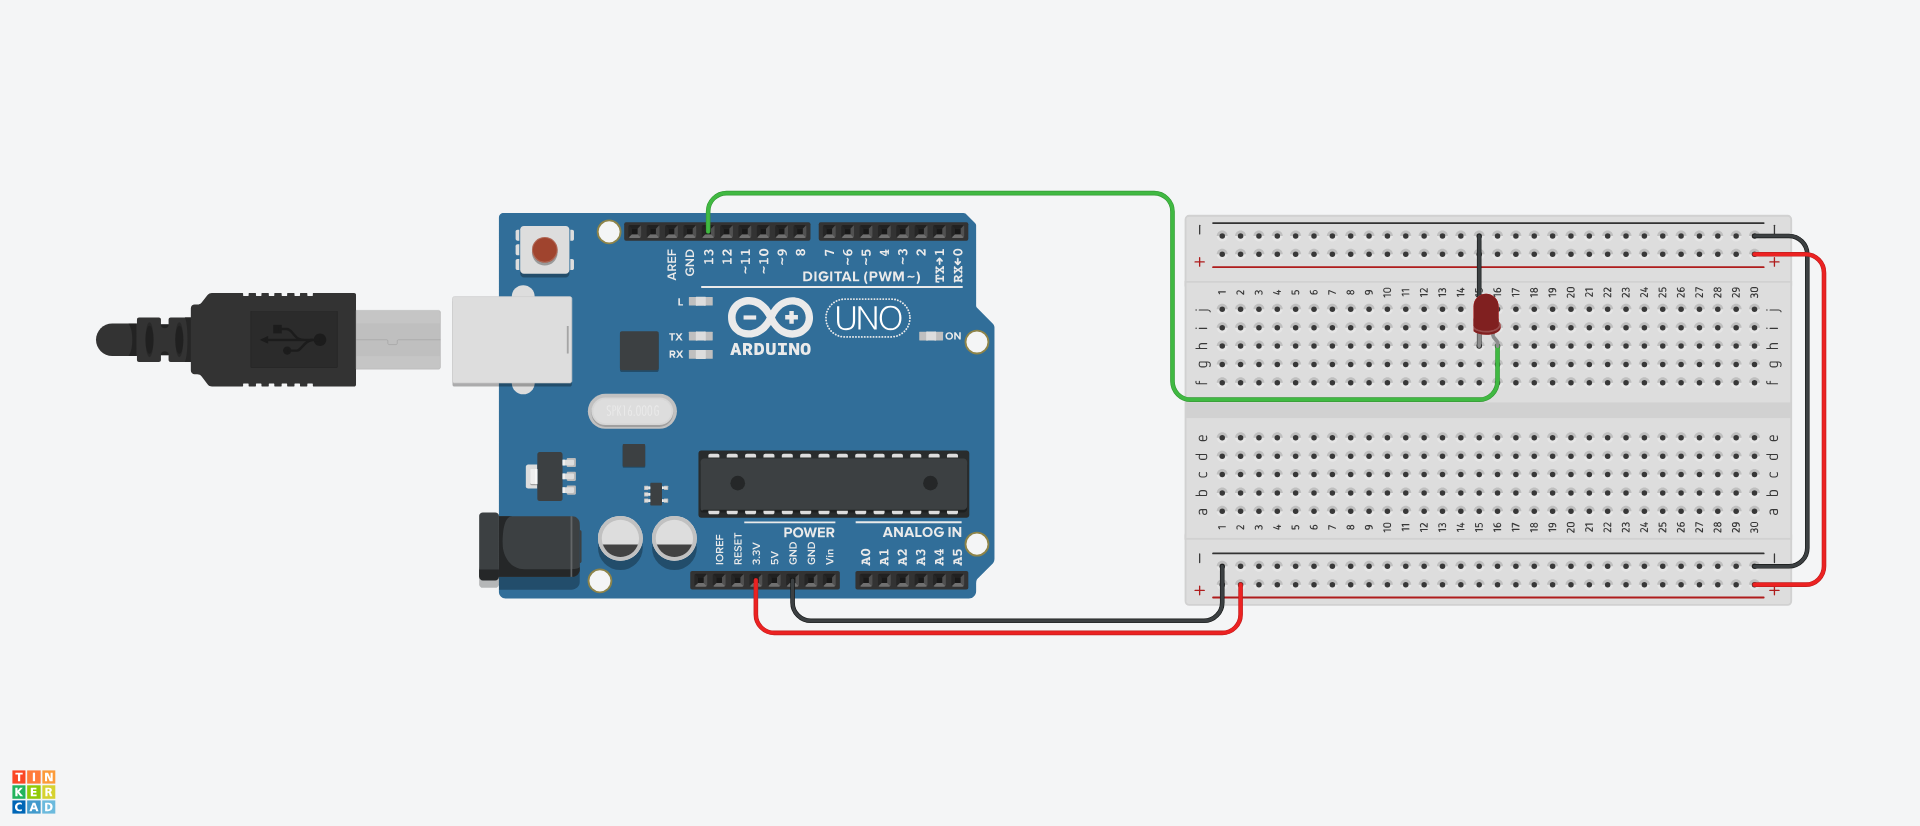 AREF
GND
13
12
~11
~10
~9
8
7
~6
~5
4
~3
2
TX→1
RX←0
DIGITAL (PWM~)
L
TX
RX
UNO
ON
ARDUINO
SPK16.000G
POWER
ANALOG IN
IOREF
RESET
3.3V
5V
GND
GND
Vin
A0
A1
A2
A3
A4
A5
− −
+ +
1 2 3 4 5 6 7 8 9 10 11 12 13 14 15 16 17 18 19 20 21 22 23 24 25 26 27 28 29 30
j j
i i
h h
g g
f f
e e
d d
c c
b b
a a
1 2 3 4 5 6 7 8 9 10 11 12 13 14 15 16 17 18 19 20 21 22 23 24 25 26 27 28 29 30
− −
+ +
TIN
KER
CAD